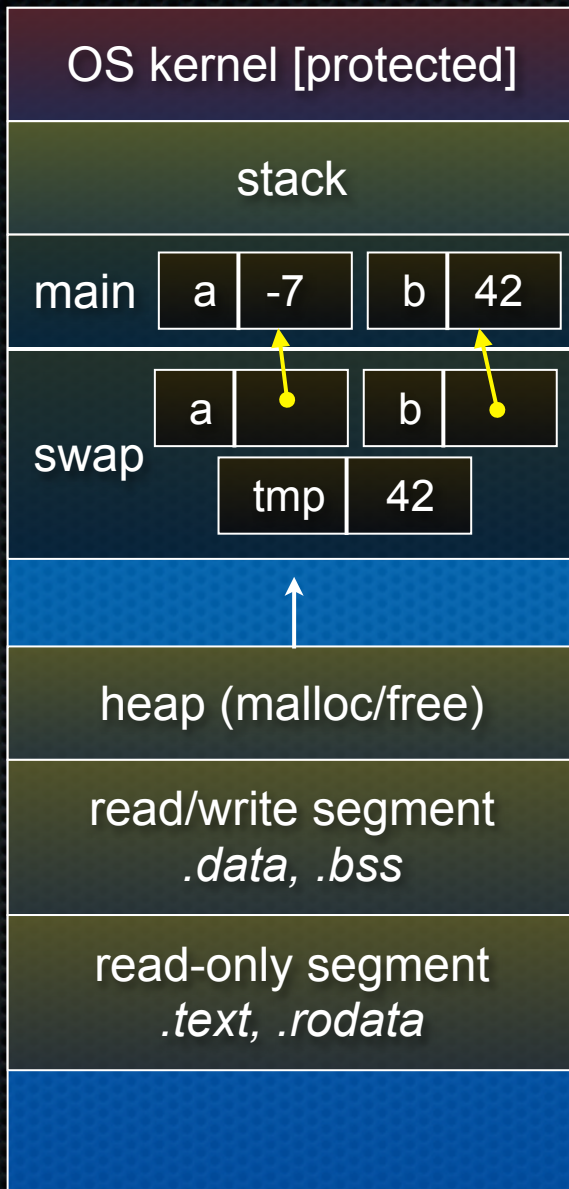 OS kernel [protected]
stack
main a -7 b 42
swap a b
tmp 42
heap (malloc/free)
read/write segment
.data, .bss
read-only segment
.text, .rodata